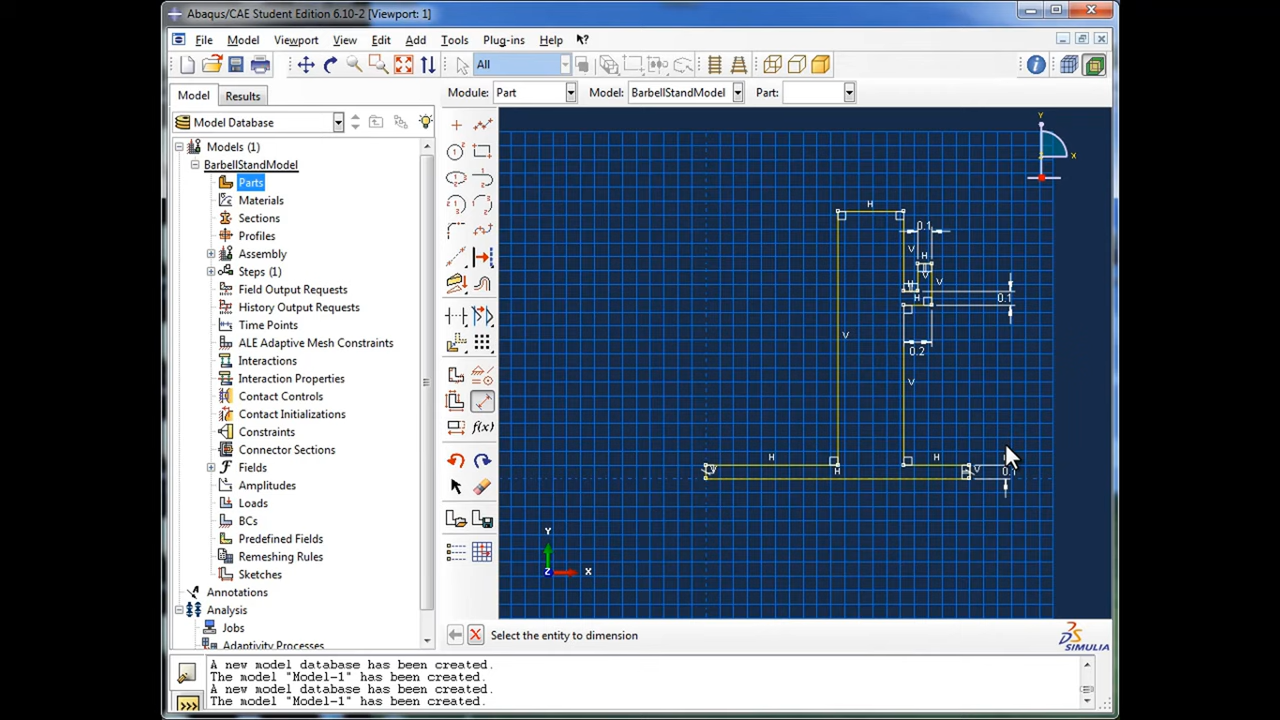 Abaqus/CAE Student Edition 6.10-2 [Viewport: 1]
File Model Viewport View Edit Add Tools Plug-ins Help
All
Model Results
Module: Part Model: BarbellStandModel Part:
Model Database
Models (1)
BarbellStandModel
Parts
Materials
Sections
Profiles
Assembly
Steps (1)
Field Output Requests
History Output Requests
Time Points
ALE Adaptive Mesh Constraints
Interactions
Interaction Properties
Contact Controls
Contact Initializations
Constraints
Connector Sections
Fields
Amplitudes
Loads
BCs
Predefined Fields
Remeshing Rules
Sketches
Annotations
Analysis
Jobs
Adaptivity Processes
f(x)
Y
X
H
0.1
V
H
V
V
H
0.1
V
0.2
V
H
H
V
H
Y
Z X
Select the entity to dimension
SIMULIA
A new model database has been created.
The model "Model-1" has been created.
A new model database has been created.
The model "Model-1" has been created.